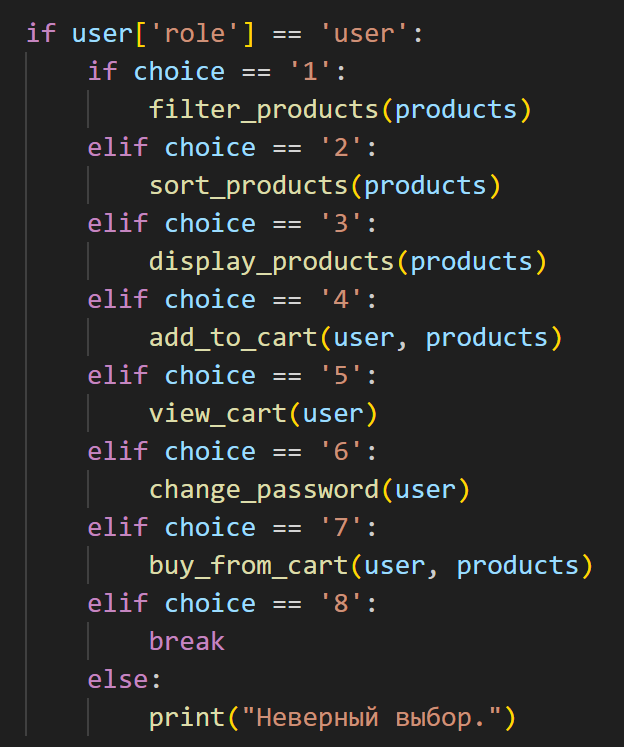 if user['role'] == 'user':
    if choice == '1':
        filter_products(products)
    elif choice == '2':
        sort_products(products)
    elif choice == '3':
        display_products(products)
    elif choice == '4':
        add_to_cart(user, products)
    elif choice == '5':
        view_cart(user)
    elif choice == '6':
        change_password(user)
    elif choice == '7':
        buy_from_cart(user, products)
    elif choice == '8':
        break
    else:
        print("Неверный выбор.")